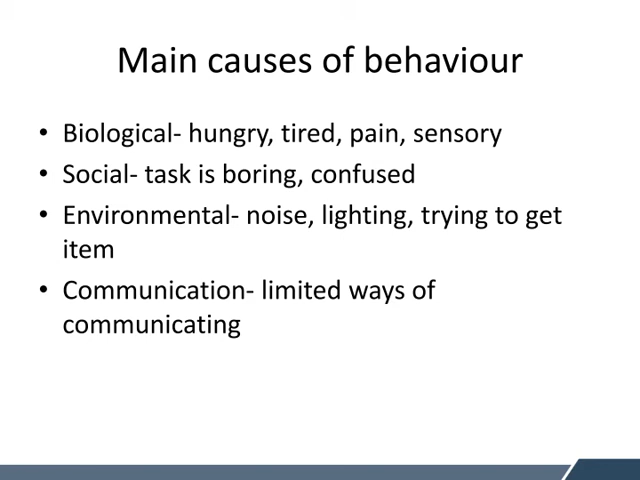 Main causes of behaviour
• Biological- hungry, tired, pain, sensory
• Social- task is boring, confused
• Environmental- noise, lighting, trying to get
item
• Communication- limited ways of
communicating